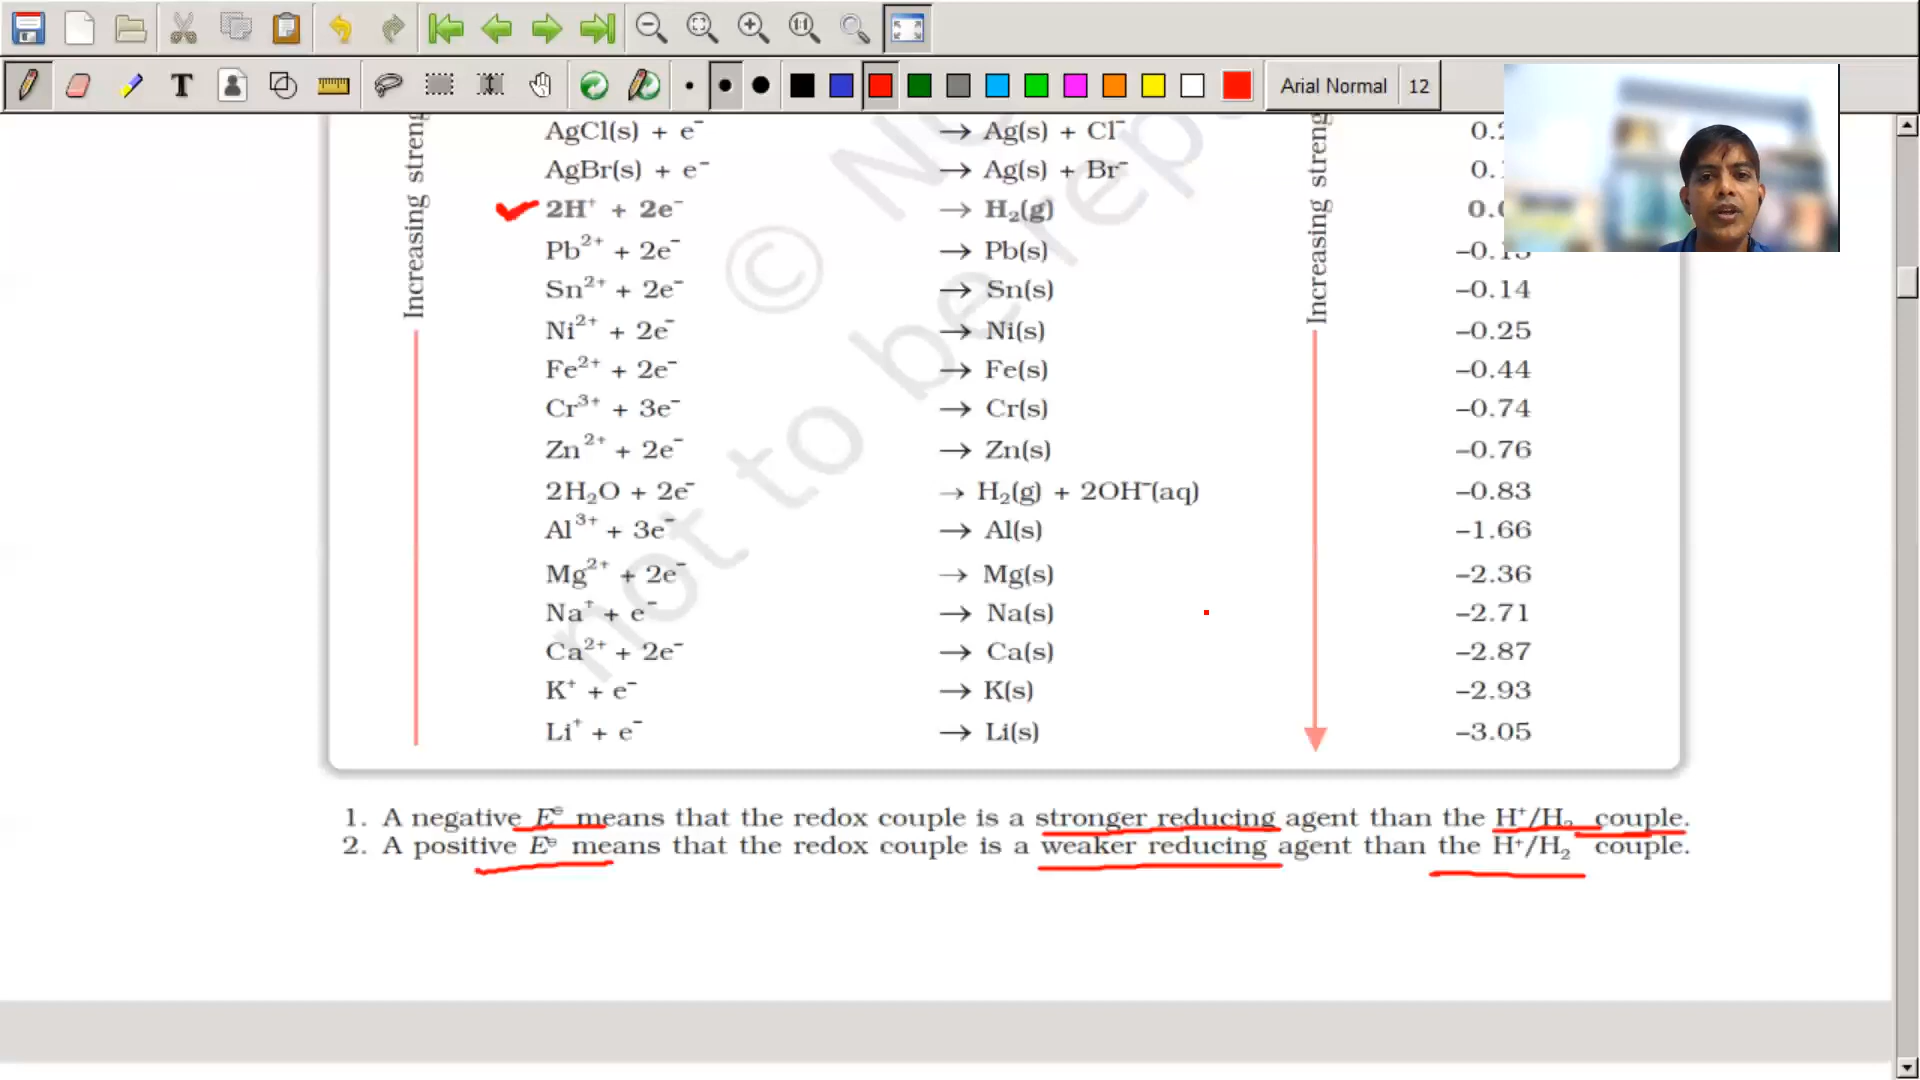 Arial Normal 12
AgCl(s) + e⁻ → Ag(s) + Cl⁻
AgBr(s) + e⁻ → Ag(s) + Br⁻
2H⁺ + 2e⁻ → H₂(g)
Pb²⁺ + 2e⁻ → Pb(s)
Sn²⁺ + 2e⁻ → Sn(s) –0.14
Ni²⁺ + 2e⁻ → Ni(s) –0.25
Fe²⁺ + 2e⁻ → Fe(s) –0.44
Cr³⁺ + 3e⁻ → Cr(s) –0.74
Zn²⁺ + 2e⁻ → Zn(s) –0.76
2H₂O + 2e⁻ → H₂(g) + 2OH⁻(aq) –0.83
Al³⁺ + 3e⁻ → Al(s) –1.66
Mg²⁺ + 2e⁻ → Mg(s) –2.36
Na⁺ + e⁻ → Na(s) –2.71
Ca²⁺ + 2e⁻ → Ca(s) –2.87
K⁺ + e⁻ → K(s) –2.93
Li⁺ + e⁻ → Li(s) –3.05
Increasing
Increasing
©
not to be
1. A negative E⊖ means that the redox couple is a stronger reducing agent than the H⁺/H₂ couple.
2. A positive E⊖ means that the redox couple is a weaker reducing agent than the H⁺/H₂ couple.